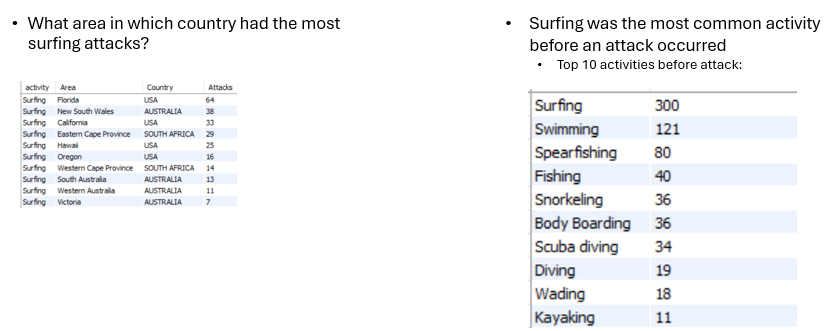 • What area in which country had the most
surfing attacks?
activity Area Country Attacks
Surfing Florida USA 64
Surfing New South Wales AUSTRALIA 38
Surfing California USA 33
Surfing Eastern Cape Province SOUTH AFRICA 29
Surfing Hawaii USA 25
Surfing Oregon USA 16
Surfing Western Cape Province SOUTH AFRICA 14
Surfing South Australia AUSTRALIA 13
Surfing Western Australia AUSTRALIA 11
Surfing Victoria AUSTRALIA 7
• Surfing was the most common activity
before an attack occurred
• Top 10 activities before attack:
Surfing 300
Swimming 121
Spearfishing 80
Fishing 40
Snorkeling 36
Body Boarding 36
Scuba diving 34
Diving 19
Wading 18
Kayaking 11